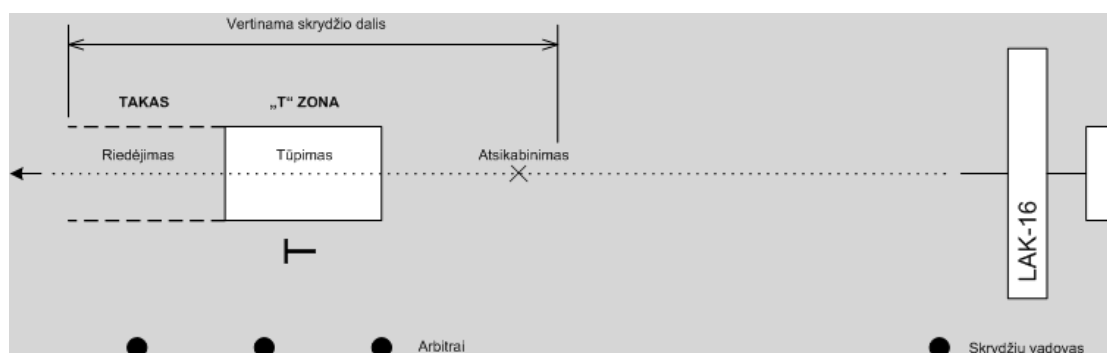 Vertinama skrydžio dalis
TAKAS
„T“ ZONA
Riedėjimas
Tūpimas
Atsikabinimas
LAK-16
Arbitrai
Skrydžių vadovas